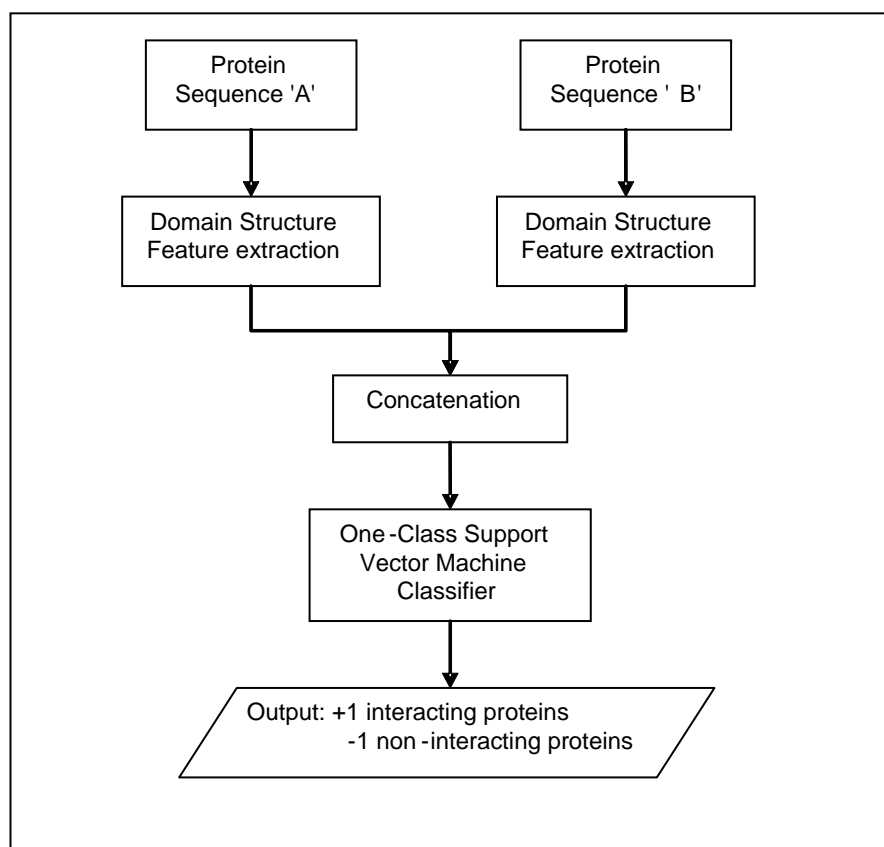 Protein
Sequence 'A'
Protein
Sequence ' B'
Domain Structure
Feature extraction
Domain Structure
Feature extraction
Concatenation
One -Class Support
Vector Machine
Classifier
Output: +1 interacting proteins
-1 non -interacting proteins